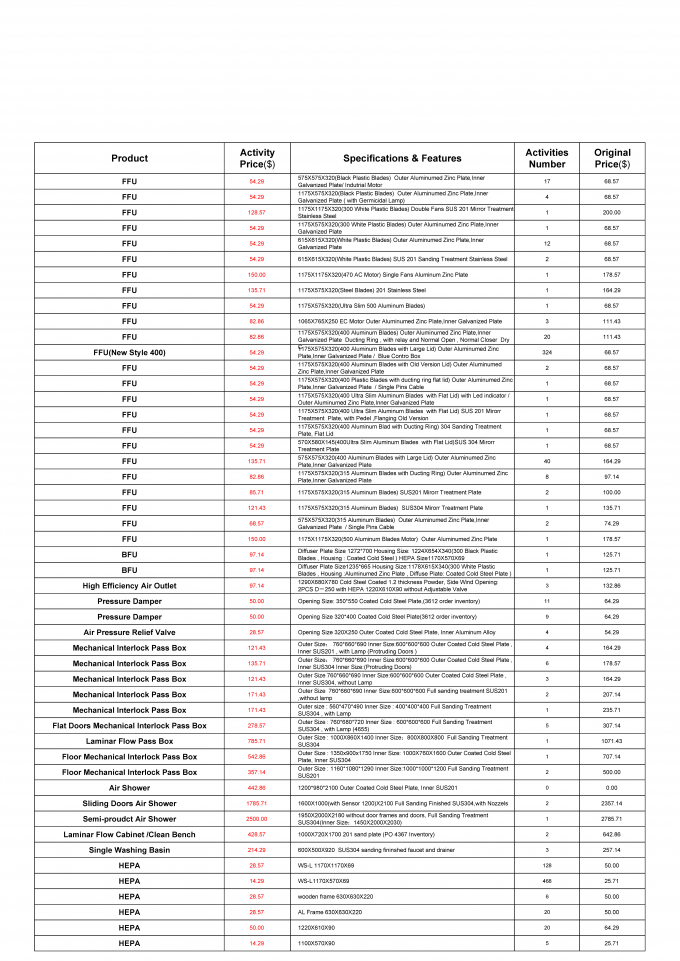 Product Activity Price($) Specifications & Features Activities Number Original Price($)
FFU 54.29 575X575X320(Black Plastic Blades) Outer Aluminumed Zinc Plate,Inner Galvanized Plate/ Indutrial Motor 17 68.57
FFU 54.29 1175X575X320(Black Plastic Blades) Outer Aluminumed Zinc Plate,Inner Galvanized Plate ( with Germicidal Lamp) 4 68.57
FFU 128.57 1175X1175X320(300 White Plastic Blades) Double Fans SUS 201 Mirror Treatment Stainless Steel 1 200.00
FFU 54.29 1175X575X320(300 White Plastic Blades) Outer Aluminumed Zinc Plate,Inner Galvanized Plate 1 68.57
FFU 54.29 615X615X320(White Plastic Blades) Outer Aluminumed Zinc Plate,Inner Galvanized Plate 12 68.57
FFU 54.29 615X615X320(White Plastic Blades) SUS 201 Sanding Treatment Stainless Steel 2 68.57
FFU 150.00 1175X1175X320(470 AC Motor) Single Fans Aluminum Zinc Plate 1 178.57
FFU 135.71 1175X575X320(Steel Blades) 201 Stainless Steel 1 164.29
FFU 54.29 1175X575X320(Ultra Slim 500 Aluminum Blades) 1 68.57
FFU 82.86 1065X765X250 EC Motor Outer Aluminumed Zinc Plate,Inner Galvanized Plate 3 111.43
FFU 82.86 1175X575X320(400 Aluminum Blades) Outer Aluminumed Zinc Plate,Inner Galvanized Plate Ducting Ring , with relay and Normal Open , Normal Closer Dry 20 111.43
FFU(New Style 400) 54.29 1175X575X320(400 Aluminum Blades with Large Lid) Outer Aluminumed Zinc Plate,Inner Galvanized Plate / Blue Contro Box 324 68.57
FFU 54.29 1175X575X320(400 Aluminum Blades with Old Version Lid) Outer Aluminumed Zinc Plate,Inner Galvanized Plate 2 68.57
FFU 54.29 1175X575X320(400 Plastic Blades with ducting ring flat lid) Outer Aluminumed Zinc Plate,Inner Galvanized Plate / Single Pins Cable 1 68.57
FFU 54.29 1175X575X320(400 Ultra Slim Aluminum Blades with Flat Lid) with Led indicator / Outer Aluminumed Zinc Plate,Inner Galvanized Plate 1 68.57
FFU 54.29 1175X575X320(400 Ultra Slim Aluminum Blades with Flat Lid) SUS 201 Mirorr Treatment Plate, with Pedel ,Flanging Old Version 1 68.57
FFU 54.29 1175X575X320(400 Aluminum Blad with Ducting Ring) 304 Sanding Treatment Plate, Flat Lid 1 68.57
FFU 54.29 570X580X145(400Ultra Slim Aluminum Blades with Flat Lid)SUS 304 Mirorr Treatment Plate 1 68.57
FFU 135.71 575X575X320(400 Aluminum Blades with Large Lid) Outer Aluminumed Zinc Plate,Inner Galvanized Plate 40 164.29
FFU 82.86 1175X575X320(315 Aluminum Blades with Ducting Ring) Outer Aluminumed Zinc Plate,Inner Galvanized Plate 8 97.14
FFU 85.71 1175X575X320(315 Aluminum Blades) SUS201 Mirorr Treatment Plate 2 100.00
FFU 121.43 1175X575X320(315 Aluminum Blades) SUS304 Mirorr Treatment Plate 1 135.71
FFU 68.57 575X575X320(315 Aluminum Blades) Outer Aluminumed Zinc Plate,Inner Galvanized Plate / Single Pins Cable 2 74.29
FFU 150.00 1175X1175X320(500 Aluminum Blades Motor) Outer Aluminumed Zinc Plate 1 178.57
BFU 97.14 Diffuser Plate Size 1272*700 Housing Size: 1224X654X340(300 Black Plastic Blades , Housing : Coated Cold Steel ) HEPA Size1170X570X69 1 125.71
BFU 97.14 Diffuser Plate Size1235*665 Housing Size:1178X615X340(300 White Plastic Blades , Housing :Aluminumed Zinc Plate , Diffuse Plate: Coated Cold Steel Plate ) 1 125.71
High Efficiency Air Outlet 97.14 1290X680X780 Cold Steel Coated 1.2 thickness Powder, Side Wind Opening: 2PCS D=250 with HEPA 1220X610X90 without Adjustable Valve 3 132.86
Pressure Damper 50.00 Opening Size: 350*550 Coated Cold Steel Plate,(3612 order inventory) 11 64.29
Pressure Damper 50.00 Opening Size 320*400 Coated Cold Steel Plate(3612 order inventory) 9 64.29
Air Pressure Relief Valve 28.57 Opening Size 320X250 Outer Coated Cold Steel Plate, Inner Aluminum Alloy 4 54.29
Mechanical Interlock Pass Box 121.43 Outer Size: 760*660*690 Inner Size:600*600*600 Outer Coated Cold Steel Plate , Inner SUS201 , with Lamp (Protuding Doors ) 4 164.29
Mechanical Interlock Pass Box 135.71 Outer Size: 760*660*690 Inner Size:600*600*600 Outer Coated Cold Steel Plate , Inner SUS304 Inner Size:(Protruding Doors) 6 178.57
Mechanical Interlock Pass Box 121.43 Outer Size 760*660*690 Inner Size:600*600*600 Outer Coated Cold Steel Plate , Inner SUS304, without Lamp 3 164.29
Mechanical Interlock Pass Box 171.43 Outer Size 760*660*690 Inner Size:600*600*600 Full sanding treatment SUS201 ,without lamp 2 207.14
Mechanical Interlock Pass Box 171.43 Outer size : 560*470*490 Inner Size : 400*400*400 Full Sanding Treatment SUS304 , with Lamp 1 235.71
Flat Doors Mechanical Interlock Pass Box 278.57 Outer Size : 760*680*720 Inner Size : 600*600*600 Full Sanding Treatment SUS304 , with Lamp (4655) 5 307.14
Laminar Flow Pass Box 785.71 Outer Size : 1000X860X1400 Inner Size: 800X800X800 Full Sanding Treatment SUS304 1 1071.43
Floor Mechanical Interlock Pass Box 542.86 Outer Size : 1350x900x1750 Inner Size: 1000X760X1600 Outer Coated Cold Steel Plate, Inner SUS304 1 707.14
Floor Mechanical Interlock Pass Box 357.14 Outer Size : 1160*1080*1290 Inner Size:1000*1000*1200 Full Sanding Treatment SUS201 2 500.00
Air Shower 442.86 1200*980*2100 Outer Coated Cold Steel Plate, Inner SUS201 0 0.00
Sliding Doors Air Shower 1785.71 1600X1000(with Sensor 1200)X2100 Full Sanding Finished SUS304,with Nozzels 2 2357.14
Semi-proudct Air Shower 2500.00 1950X2000X2180 without door frames and doors, Full Sanding Treatment SUS304(Inner Size: 1450X2000X2030) 1 2785.71
Laminar Flow Cabinet /Clean Bench 428.57 1000X720X1700 201 sand plate (PO 4367 Inventory) 2 642.86
Single Washing Basin 214.29 600X500X920 SUS304 sanding fininshed faucet and drainer 3 257.14
HEPA 28.57 WS-L 1170X1170X69 128 50.00
HEPA 14.29 WS-L1170X570X69 468 25.71
HEPA 28.57 wooden frame 630X630X220 6 50.00
HEPA 28.57 AL Frame 630X630X220 20 50.00
HEPA 50.00 1220X610X90 20 64.29
HEPA 14.29 1100X570X90 5 25.71